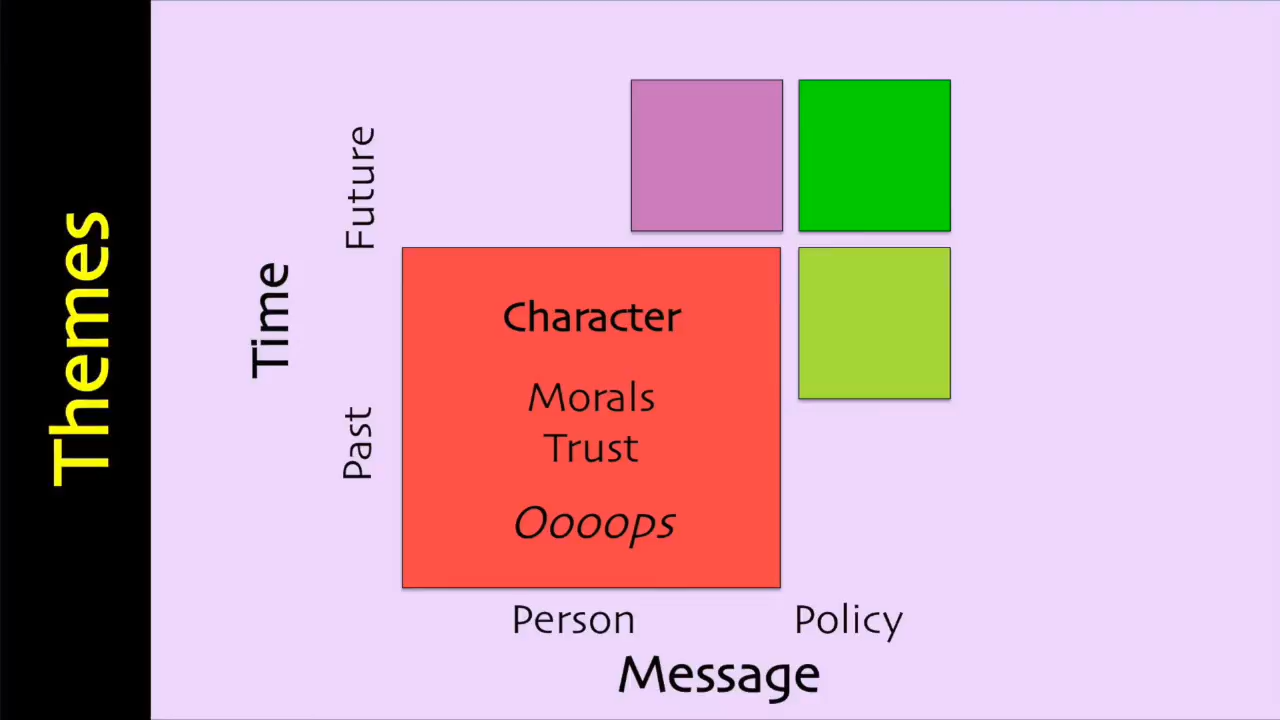 Themes
Time
Future
Past
Character
Morals
Trust
Oooops
Person
Policy
Message